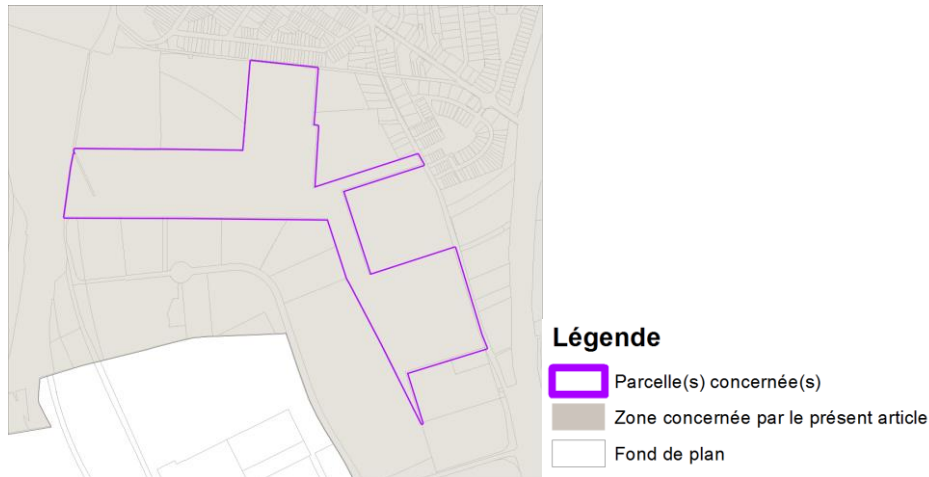 Légende
Parcelle(s) concernée(s)
Zone concernée par le présent article
Fond de plan